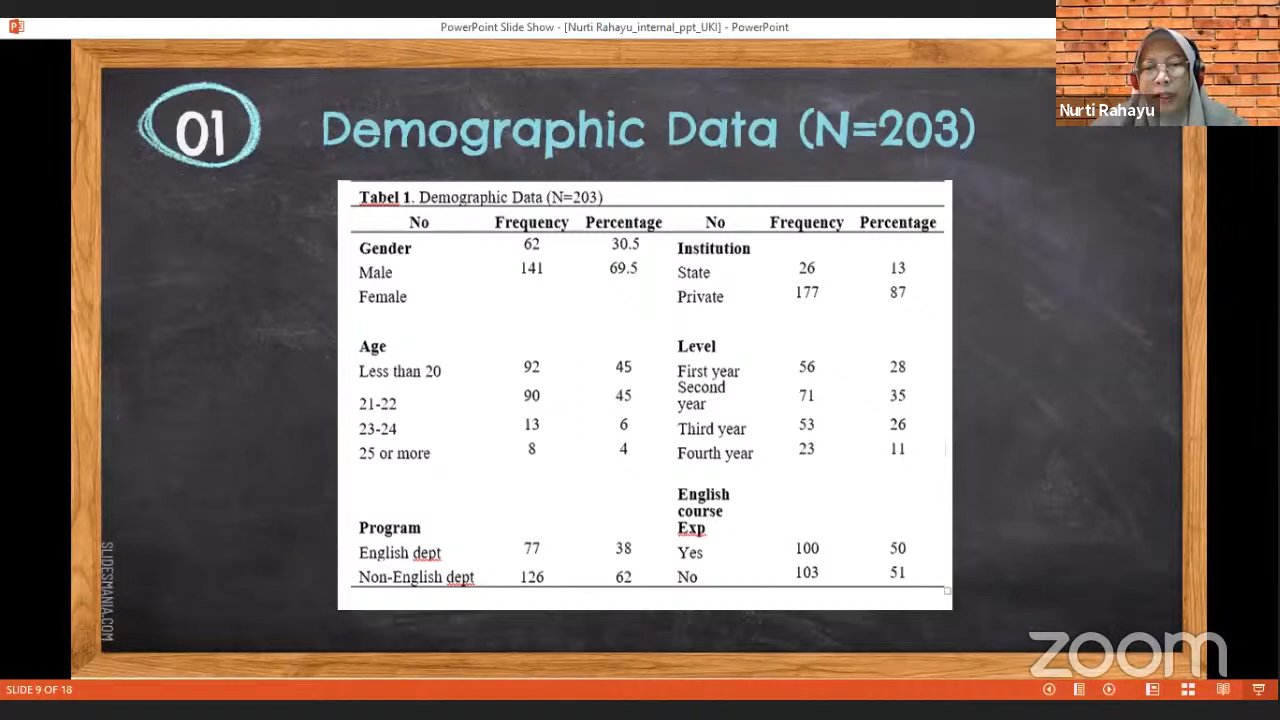 PowerPoint Slide Show - [Nurti Rahayu_internal_ppt_UKI] - PowerPoint
Nurti Rahayu
01
Demographic Data (N=203)
Tabel 1. Demographic Data (N=203)
No Frequency Percentage No Frequency Percentage
Gender 62 30.5 Institution
Male 141 69.5 State 26 13
Female Private 177 87
Age Level
Less than 20 92 45 First year 56 28
21-22 90 45 Second year 71 35
23-24 13 6 Third year 53 26
25 or more 8 4 Fourth year 23 11
Program English course Exp
English dept 77 38 Yes 100 50
Non-English dept 126 62 No 103 51
SLIDESMANIA.COM
zoom
SLIDE 9 OF 18